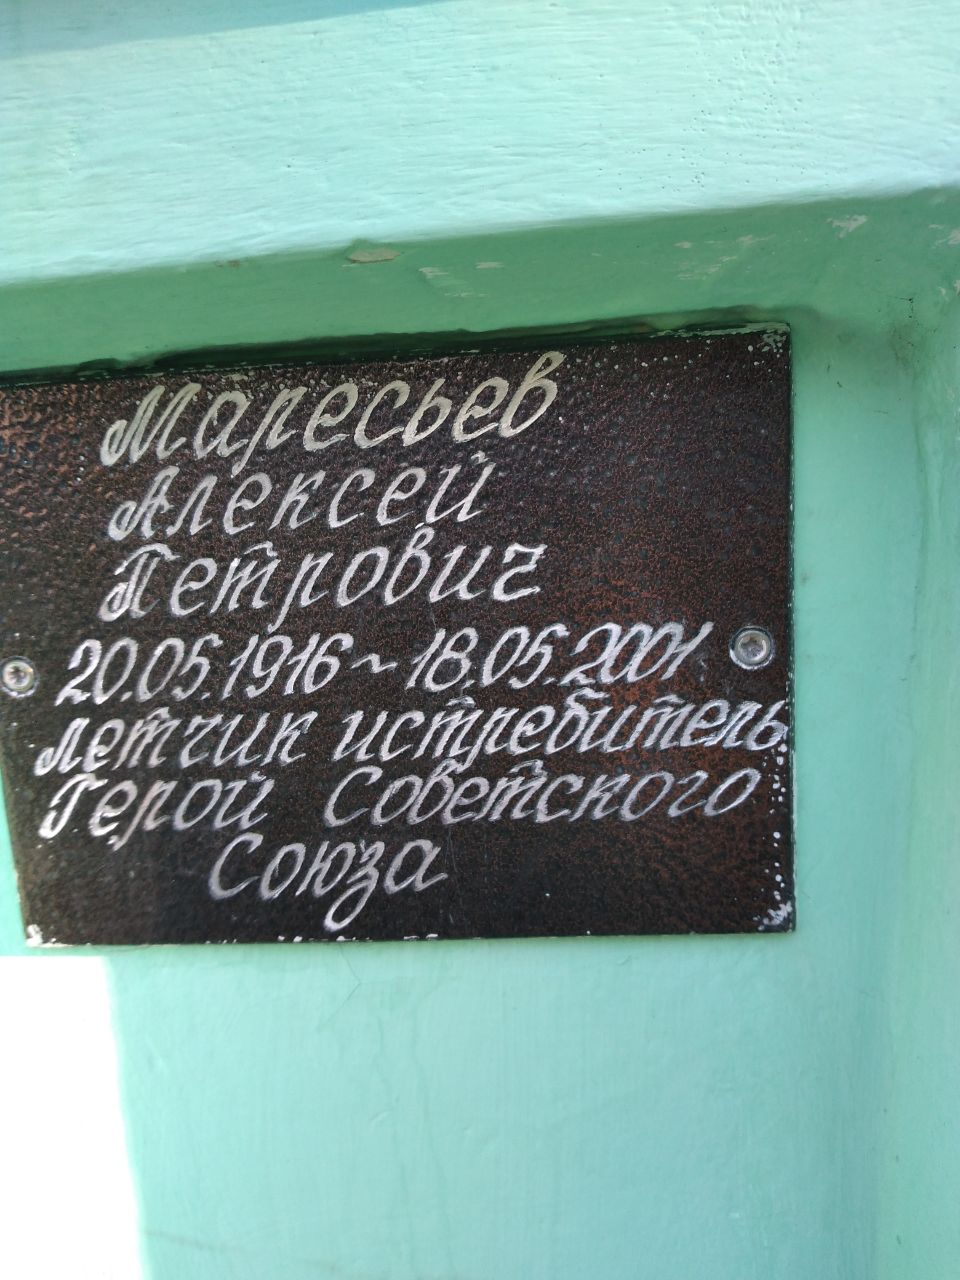 Маресьев
Алексей
Петрович
20.05.1916 ~ 18.05.2001
летчик истребитель
Герой Советского
Союза